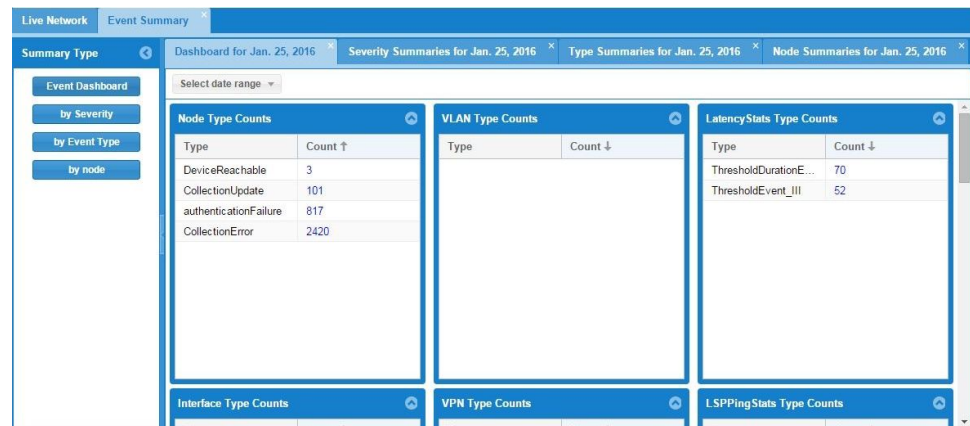 Live Network Event Summary
Summary Type
Event Dashboard
by Severity
by Event Type
by node
Dashboard for Jan. 25, 2016 Severity Summaries for Jan. 25, 2016 Type Summaries for Jan. 25, 2016 Node Summaries for Jan. 25, 2016
Select date range
Node Type Counts
Type Count ↑
DeviceReachable 3
CollectionUpdate 101
authenticationFailure 817
CollectionError 2420
VLAN Type Counts
Type Count ↓
LatencyStats Type Counts
Type Count ↓
ThresholdDurationE... 70
ThresholdEvent_III 52
Interface Type Counts
VPN Type Counts
LSPPingStats Type Counts